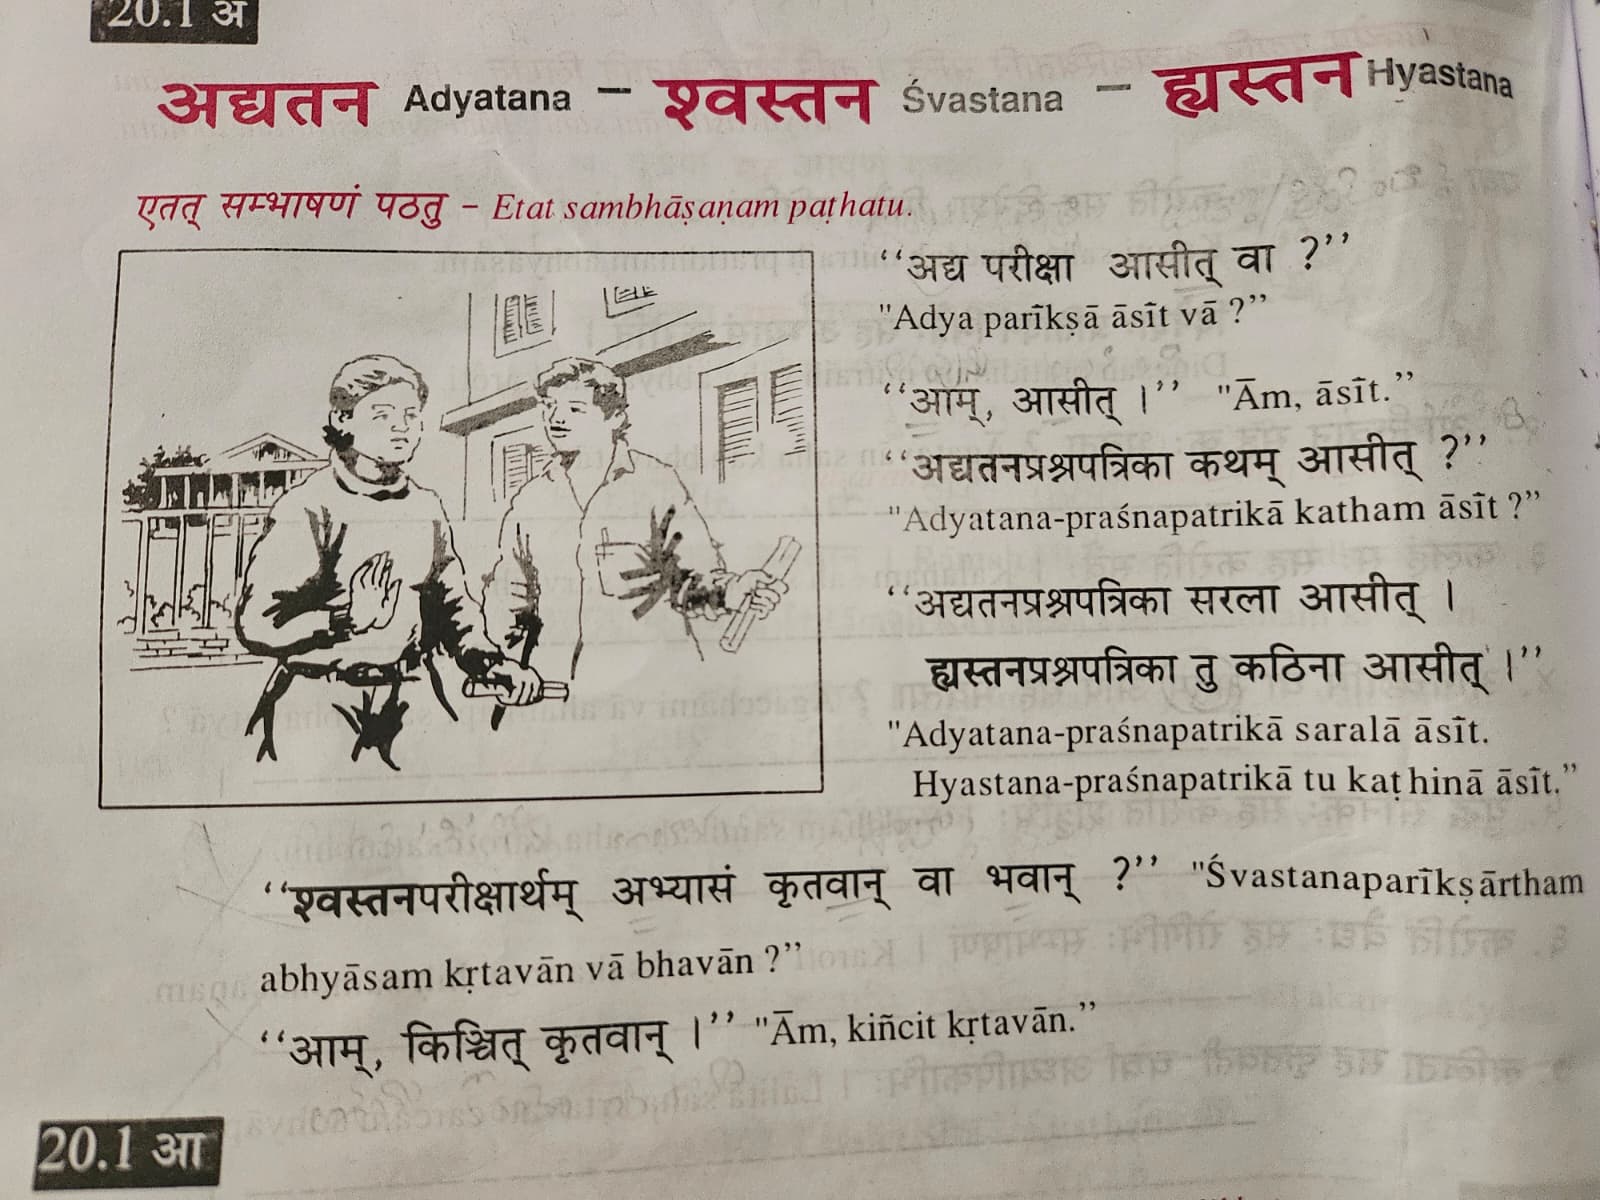 20.1 अ
अद्यतन Adyatana – श्वस्तन Śvastana – ह्यस्तन Hyastana
एतत् सम्भाषणं पठतु – Etat sambhāṣaṇam paṭhatu.
‘‘अद्य परीक्षा आसीत् वा ?’’
"Adya parīkṣā āsīt vā ?”
‘‘आम्, आसीत् ।’’ "Ām, āsīt.”
‘‘अद्यतनप्रश्नपत्रिका कथम् आसीत् ?’’
"Adyatana-praśnapatrikā katham āsīt ?”
‘‘अद्यतनप्रश्नपत्रिका सरला आसीत् ।
ह्यस्तनप्रश्नपत्रिका तु कठिना आसीत् ।’’
"Adyatana-praśnapatrikā saralā āsīt.
Hyastana-praśnapatrikā tu kaṭhinā āsīt.”
‘‘श्वस्तनपरीक्षार्थम् अभ्यासं कृतवान् वा भवान् ?’’ "Śvastanaparīkṣārtham
abhyāsam kṛtavān vā bhavān ?”
‘‘आम्, किञ्चित् कृतवान् ।’’ "Ām, kiñcit kṛtavān.”
20.1 आ